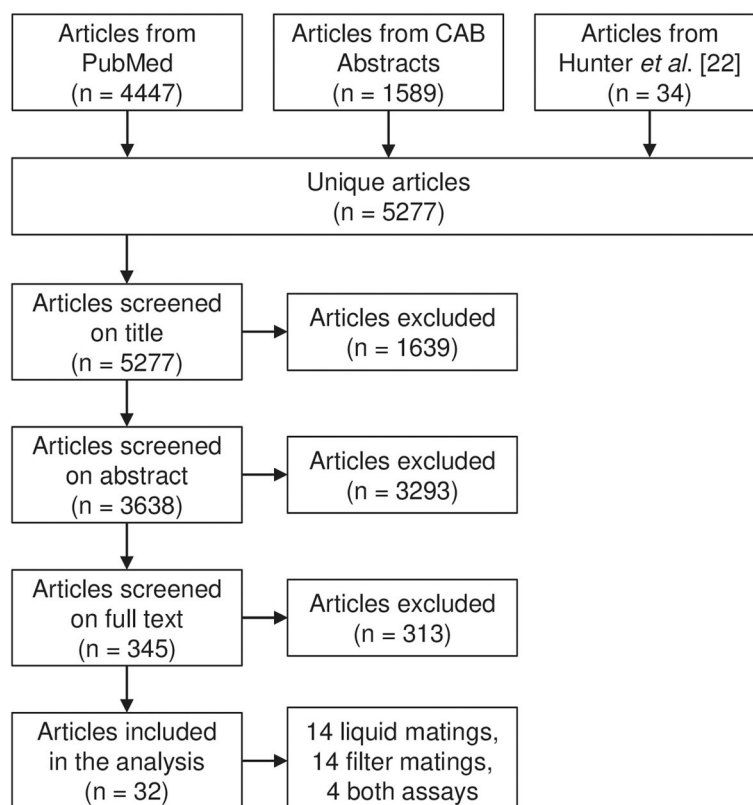 Articles from
PubMed
(n = 4447)
Articles from CAB
Abstracts
(n = 1589)
Articles from
Hunter et al. [22]
(n = 34)
Unique articles
(n = 5277)
Articles screened
on title
(n = 5277)
Articles excluded
(n = 1639)
Articles screened
on abstract
(n = 3638)
Articles excluded
(n = 3293)
Articles screened
on full text
(n = 345)
Articles excluded
(n = 313)
Articles included
in the analysis
(n = 32)
14 liquid matings,
14 filter matings,
4 both assays